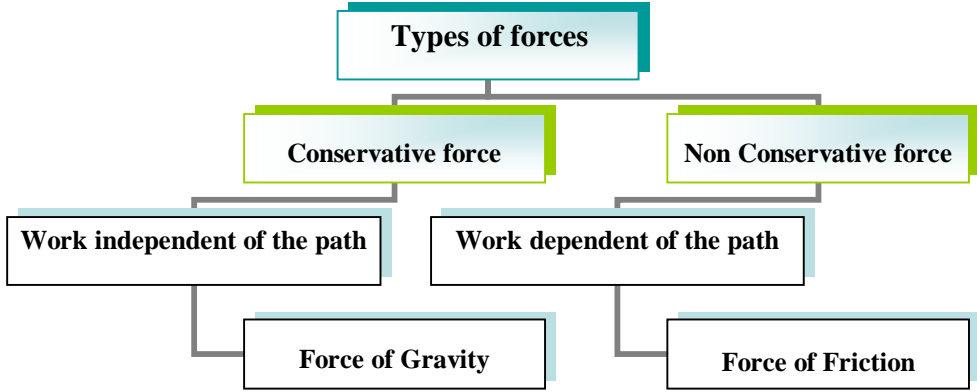 Types of forces
Conservative force
Non Conservative force
Work independent of the path
Work dependent of the path
Force of Gravity
Force of Friction